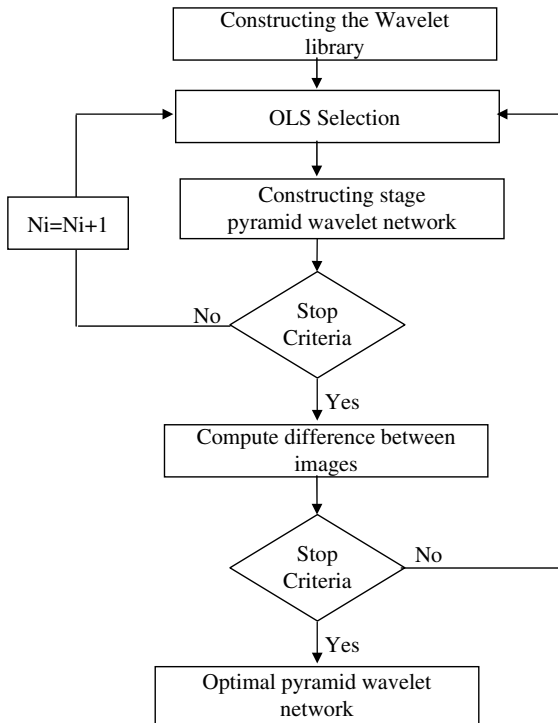 Constructing the Wavelet
library
OLS Selection
Constructing stage
pyramid wavelet network
Ni=Ni+1
Stop
Criteria
No
Yes
Compute difference between
images
Stop
Criteria
No
Yes
Optimal pyramid wavelet
network